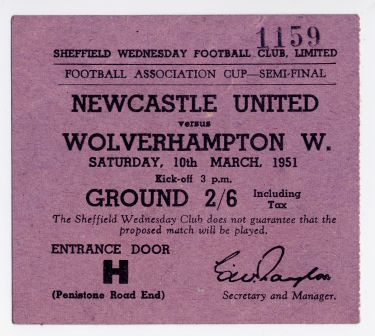 1159
SHEFFIELD WEDNESDAY FOOTBALL CLUB, LIMITED
FOOTBALL ASSOCIATION CUP—SEMI-FINAL
NEWCASTLE UNITED
versus
WOLVERHAMPTON W.
SATURDAY, 10th MARCH, 1951
Kick-off 3 p.m.
GROUND 2/6 Including Tax
The Sheffield Wednesday Club does not guarantee that the
proposed match will be played.
ENTRANCE DOOR
H
(Penistone Road End)
Secretary and Manager.